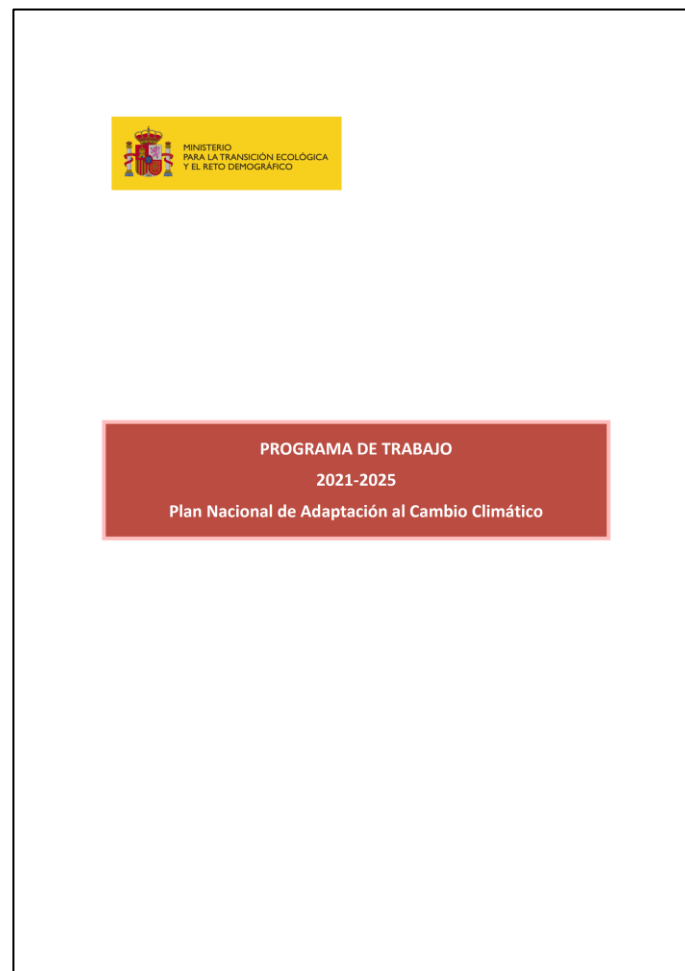 MINISTERIO
PARA LA TRANSICIÓN ECOLÓGICA
Y EL RETO DEMOGRÁFICO
PROGRAMA DE TRABAJO
2021-2025
Plan Nacional de Adaptación al Cambio Climático